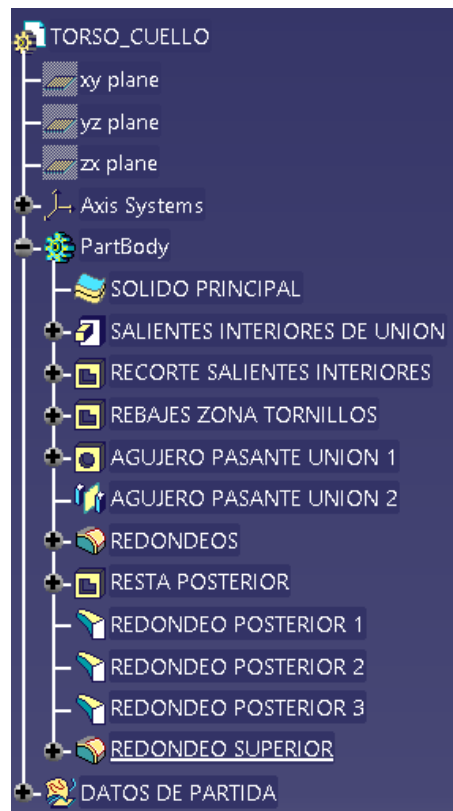 TORSO_CUELLO
xy plane
yz plane
zx plane
Axis Systems
PartBody
SOLIDO PRINCIPAL
SALIENTES INTERIORES DE UNION
RECORTE SALIENTES INTERIORES
REBAJES ZONA TORNILLOS
AGUJERO PASANTE UNION 1
AGUJERO PASANTE UNION 2
REDONDEOS
RESTA POSTERIOR
REDONDEO POSTERIOR 1
REDONDEO POSTERIOR 2
REDONDEO POSTERIOR 3
REDONDEO SUPERIOR
DATOS DE PARTIDA